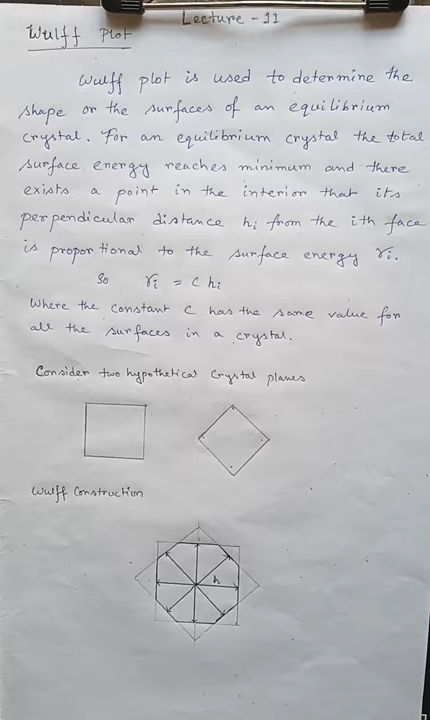 Lecture - 11
Wulff Plot
Wulff plot is used to determine the
shape or the surfaces of an equilibrium
crystal. For an equilibrium crystal the total
surface energy reaches minimum and there
exists a point in the interior that its
perpendicular distance hi from the ith face
is proportional to the surface energy γi.
So γi = c hi
Where the constant C has the same value for
all the surfaces in a crystal.
Consider two hypothetical crystal planes
Wulff Construction
h